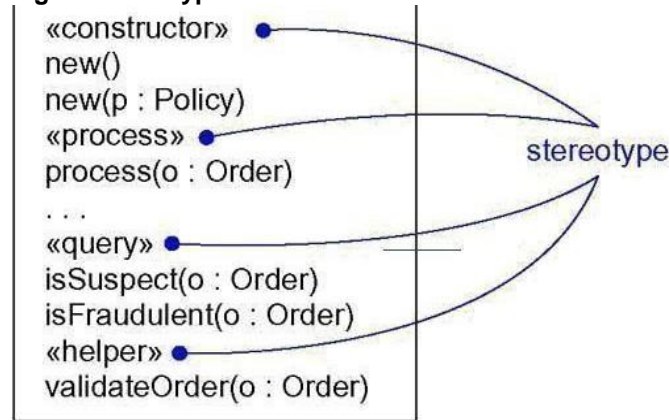 «constructor»
new()
new(p : Policy)
«process»
process(o : Order)
. . .
«query»
isSuspect(o : Order)
isFraudulent(o : Order)
«helper»
validateOrder(o : Order)
stereotype